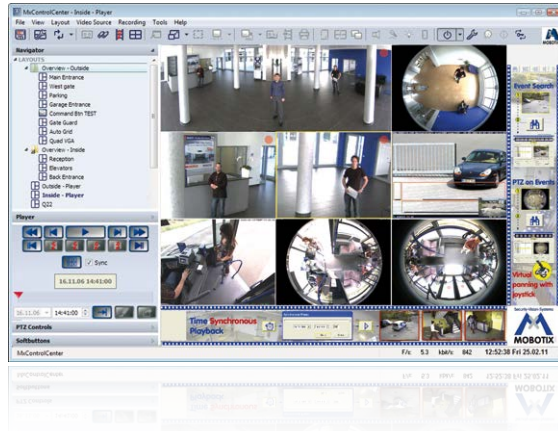 MxControlCenter - Inside - Player
File View Layout Video Source Recording Tools Help
Navigator
LAYOUTS
Overview - Outside
Main Entrance
West gate
Parking
Garage Entrance
Command Btn TEST
Gate Guard
Auto Grid
Quad VGA
Overview - Inside
Reception
Elevators
Back Entrance
Outside - Player
Inside - Player
Q22
Player
Sync
16.11.06 14:41:00
16.11.06 14:41:00
PTZ Controls
Softbuttons
MxControlCenter
Event Search
PTZ on Events
Virtual
panning with
joystick
Time Synchronous
Playback
Security-Vision-Systems
MOBOTIX
F/s 5.3 kbit/s 842 12:52:38 Fri 25.02.11